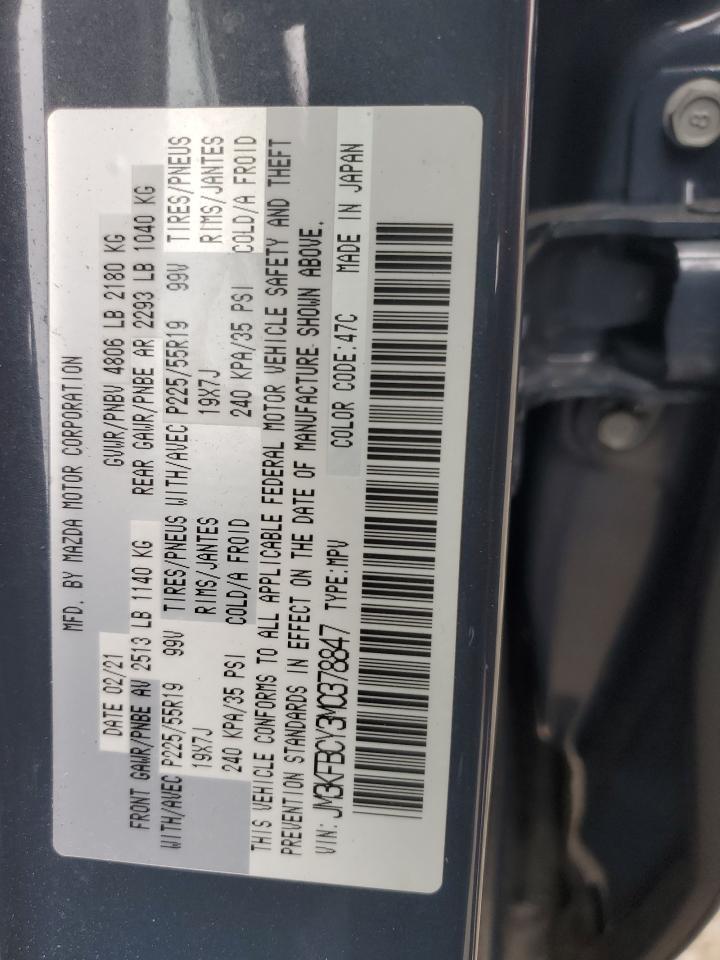 MFD. BY MAZDA MOTOR CORPORATION
DATE 02/21 GVWR/PNBV 4806 LB 2180 KG
FRONT GAWR/PNBE AV 2513 LB 1140 KG REAR GAWR/PNBE AR 2293 LB 1040 KG
WITH/AVEC P225/55R19 99V TIRES/PNEUS WITH/AVEC P225/55R19 99V TIRES/PNEUS
19X7J RIMS/JANTES 19X7J RIMS/JANTES
240 KPA/35 PSI COLD/A FROID 240 KPA/35 PSI COLD/A FROID
THIS VEHICLE CONFORMS TO ALL APPLICABLE FEDERAL MOTOR VEHICLE SAFETY AND THEFT
PREVENTION STANDARDS IN EFFECT ON THE DATE OF MANUFACTURE SHOWN ABOVE.
VIN: JM3KFBCY3M0378847 TYPE:MPV COLOR CODE:47C MADE IN JAPAN
8